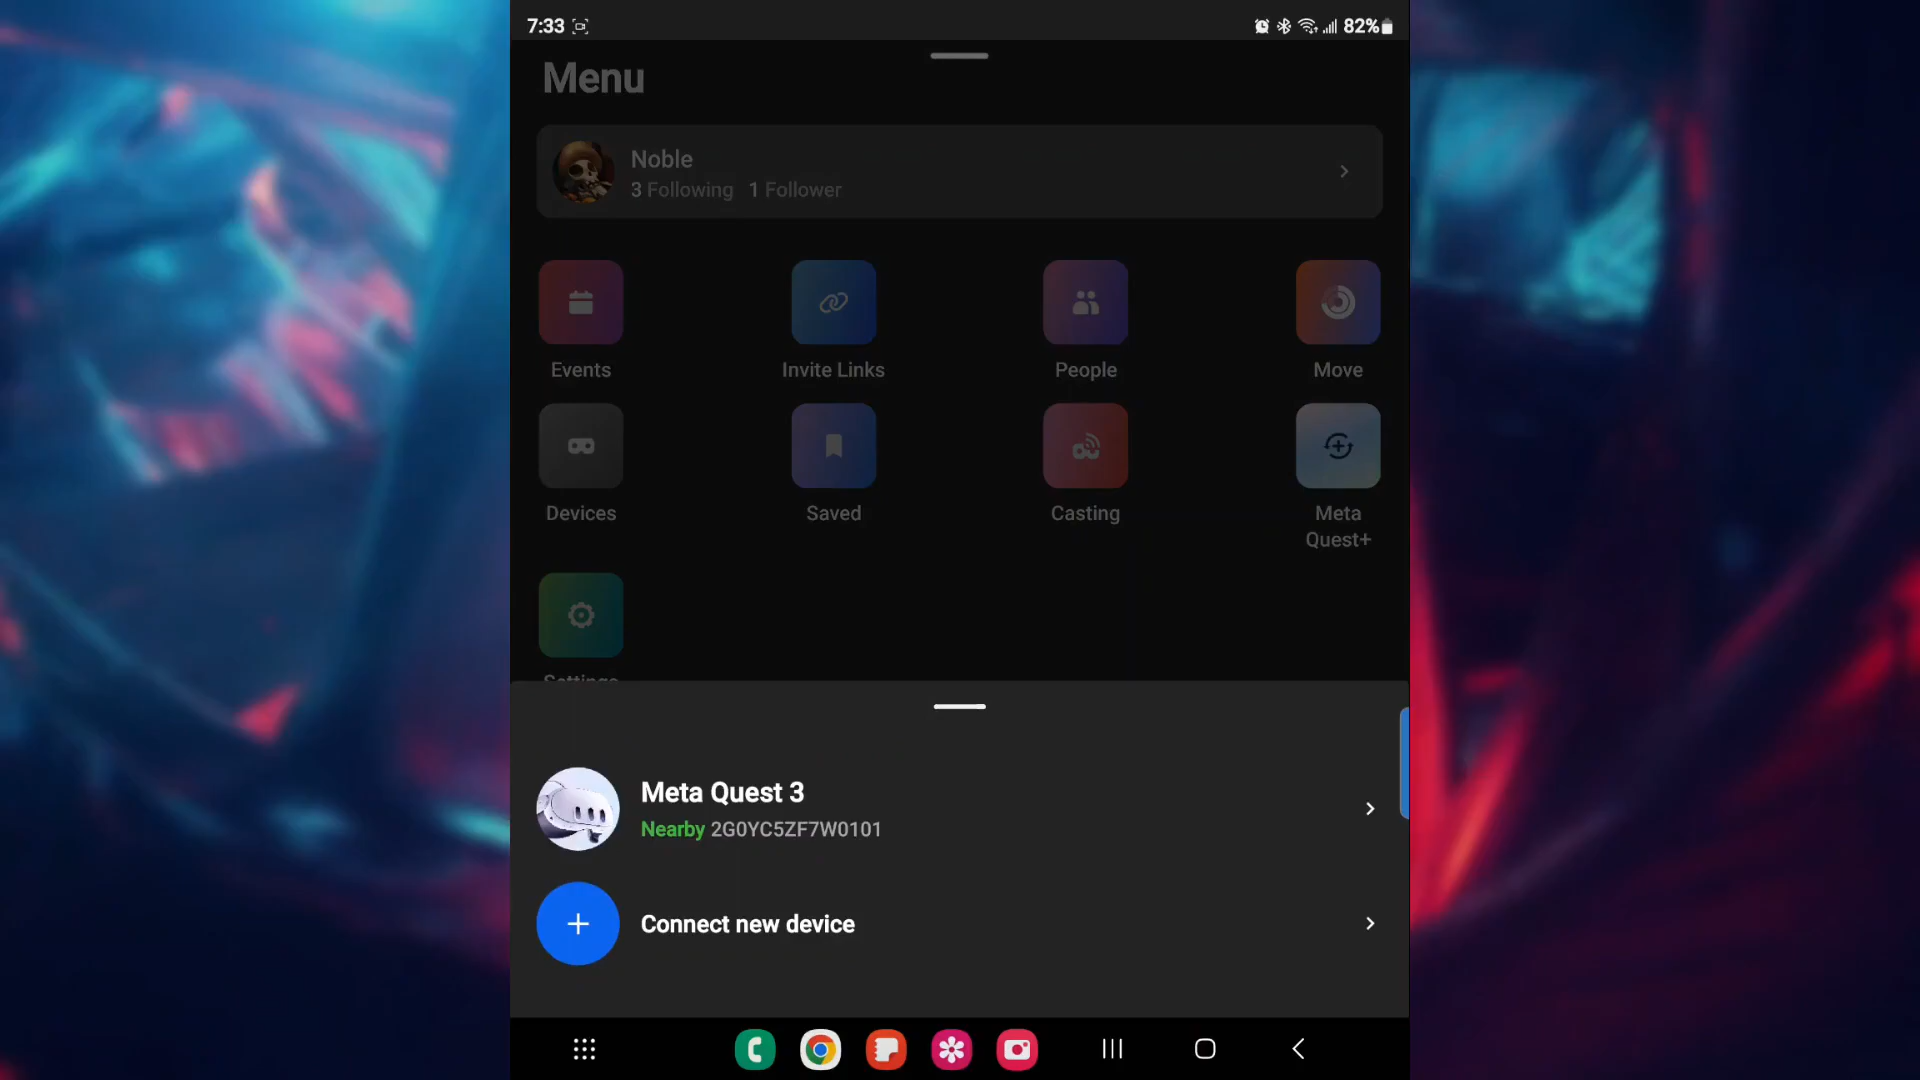 7:33
82%
Menu
Noble
3 Following 1 Follower
Events
Invite Links
People
Move
Devices
Saved
Casting
Meta
Quest+
Settings
Meta Quest 3
Nearby 2G0YC5ZF7W0101
Connect new device